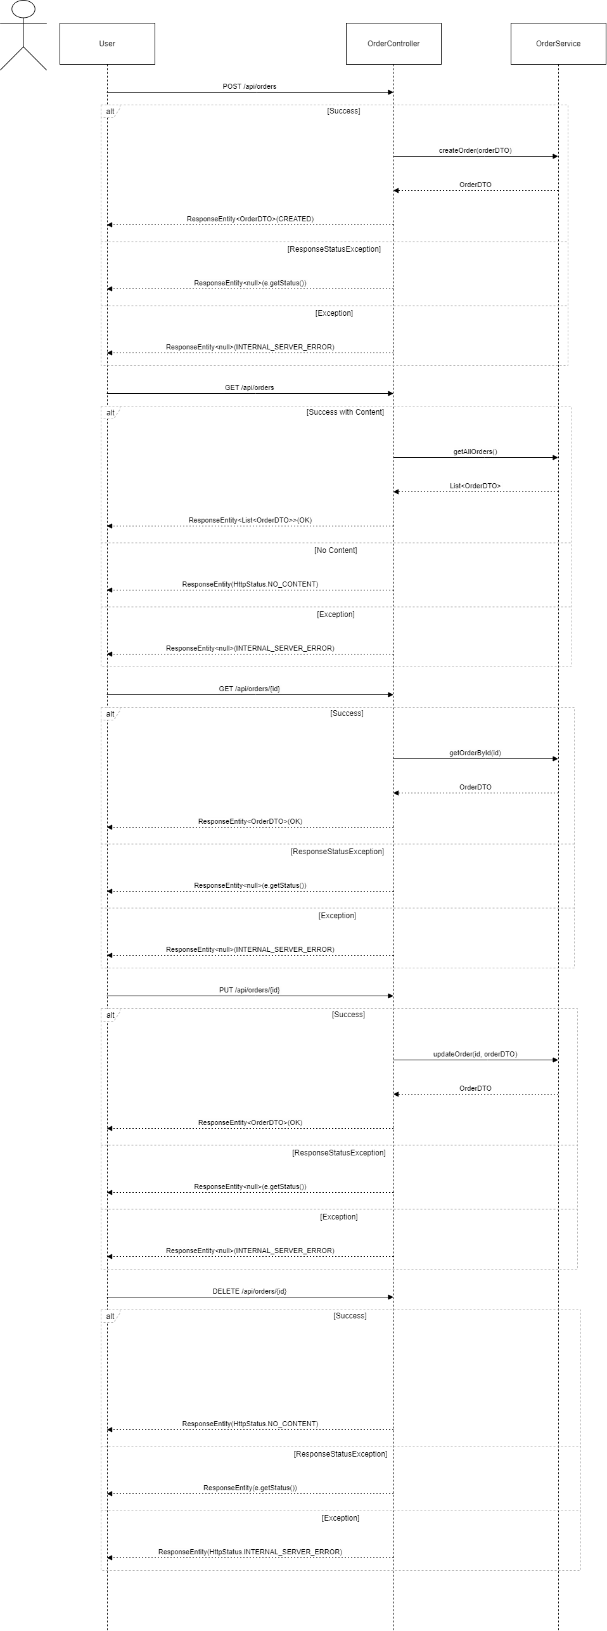 User
OrderController
OrderService
POST /api/orders
alt
[Success]
createOrder(orderDTO)
OrderDTO
ResponseEntity<OrderDTO>(CREATED)
[ResponseStatusException]
ResponseEntity<null>(e.getStatus())
[Exception]
ResponseEntity<null>(INTERNAL_SERVER_ERROR)
GET /api/orders
alt
[Success with Content]
getAllOrders()
List<OrderDTO>
ResponseEntity<List<OrderDTO>>(OK)
[No Content]
ResponseEntity(HttpStatus.NO_CONTENT)
[Exception]
ResponseEntity<null>(INTERNAL_SERVER_ERROR)
GET /api/orders/{id}
alt
[Success]
getOrderById(id)
OrderDTO
ResponseEntity<OrderDTO>(OK)
[ResponseStatusException]
ResponseEntity<null>(e.getStatus())
[Exception]
ResponseEntity<null>(INTERNAL_SERVER_ERROR)
PUT /api/orders/{id}
alt
[Success]
updateOrder(id, orderDTO)
OrderDTO
ResponseEntity<OrderDTO>(OK)
[ResponseStatusException]
ResponseEntity<null>(e.getStatus())
[Exception]
ResponseEntity<null>(INTERNAL_SERVER_ERROR)
DELETE /api/orders/{id}
alt
[Success]
ResponseEntity(HttpStatus.NO_CONTENT)
[ResponseStatusException]
ResponseEntity(e.getStatus())
[Exception]
ResponseEntity(HttpStatus.INTERNAL_SERVER_ERROR)